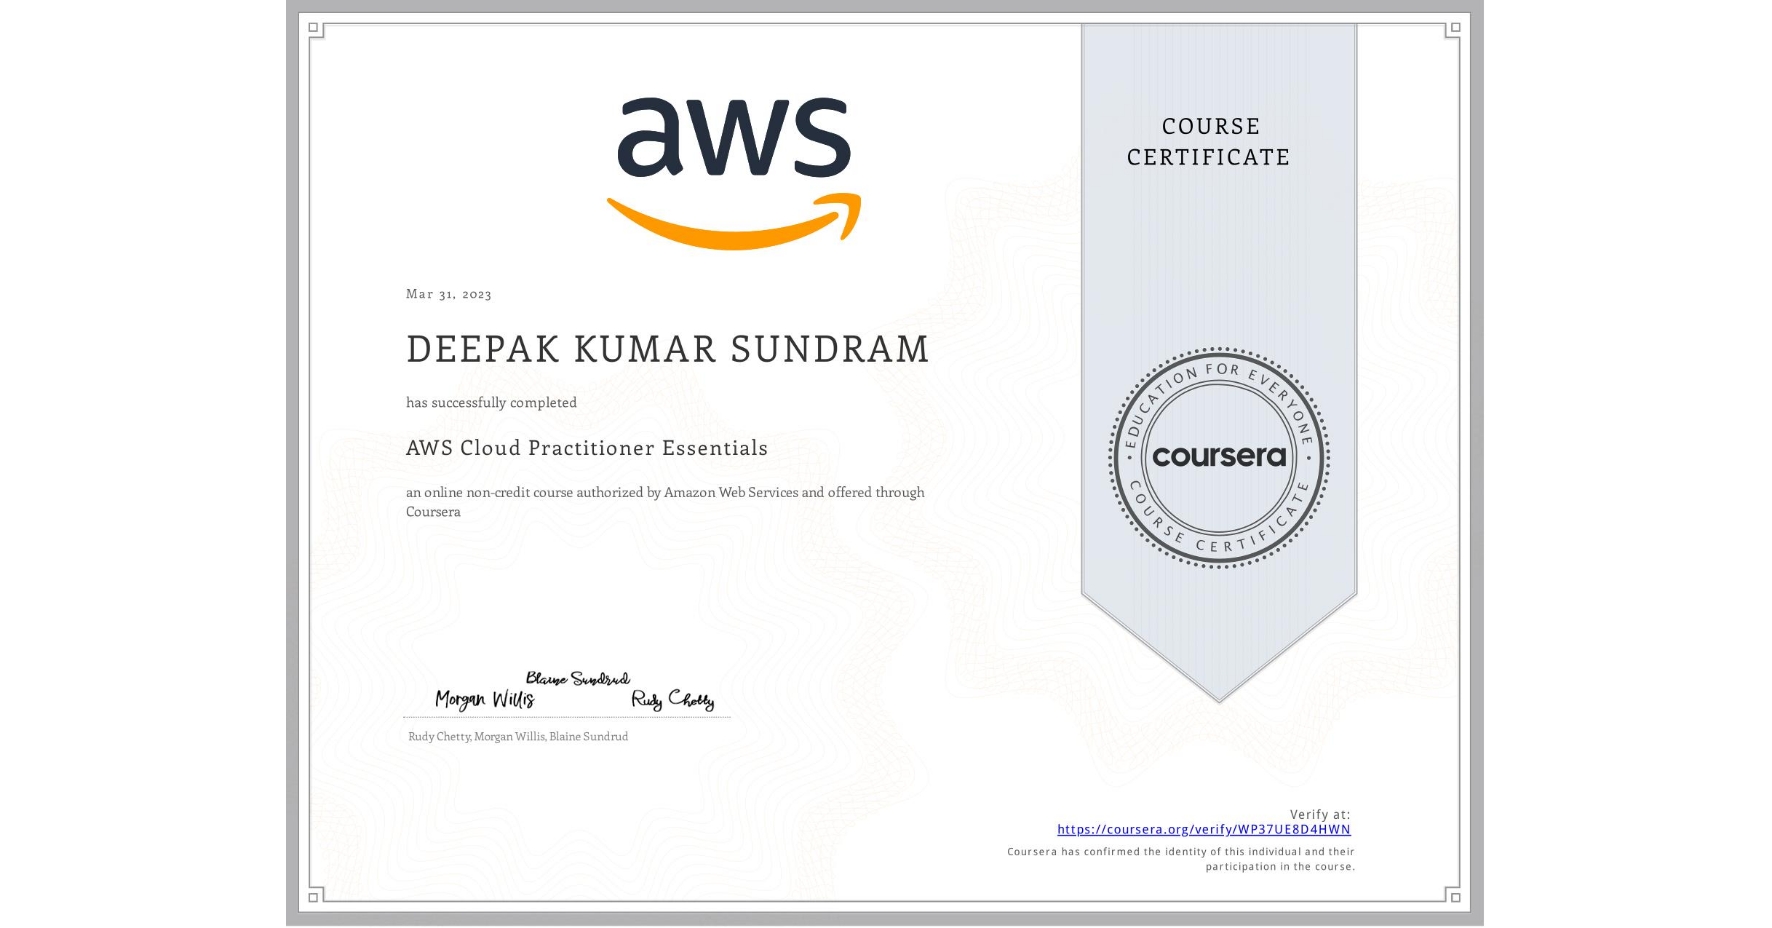 aws
COURSE
CERTIFICATE
Mar 31, 2023
DEEPAK KUMAR SUNDRAM
has successfully completed
AWS Cloud Practitioner Essentials
an online non-credit course authorized by Amazon Web Services and offered through
Coursera
EDUCATION FOR EVERYONE
coursera
COURSE CERTIFICATE
Blaine Sundrud
Morgan Willis
Rudy Chetty
Rudy Chetty, Morgan Willis, Blaine Sundrud
Verify at:
https://coursera.org/verify/WP37UE8D4HWN
Coursera has confirmed the identity of this individual and their
participation in the course.